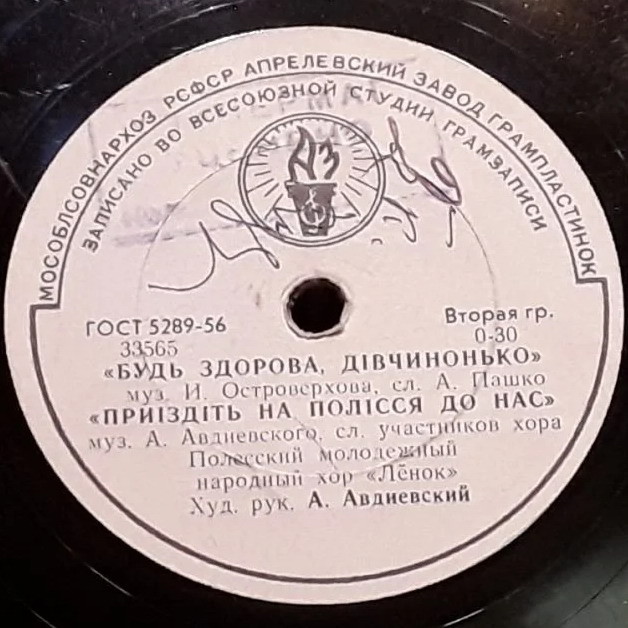 МОСОБЛСОВНАРХОЗ РСФСР АПРЕЛЕВСКИЙ ЗАВОД ГРАМПЛАСТИНОК
ЗАПИСАНО ВО ВСЕСОЮЗНОЙ СТУДИИ ГРАМЗАПИСИ
АЗ
ГОСТ 5289-56
Вторая гр.
33565
0-30
«БУДЬ ЗДОРОВА, ДІВЧИНОНЬКО»
муз. И. Островерхова, сл. А. Пашко
«ПРИІЗДІТЬ НА ПОЛІССЯ ДО НАС»
муз. А. Авдиевского, сл. участников хора
Полесский молодежный
народный хор «Лёнок»
Худ. рук. А. Авдиевский